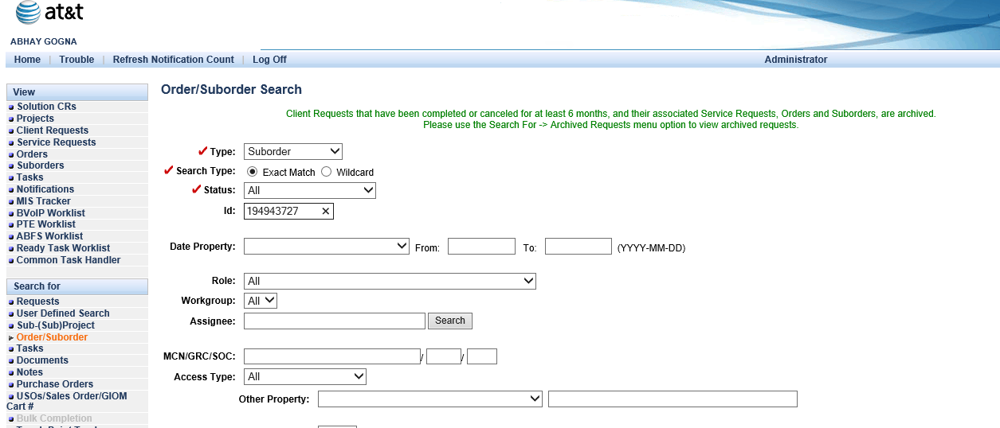 at&t
ABHAY GOGNA
Home | Trouble | Refresh Notification Count | Log Off Administrator
View
Solution CRs
Projects
Client Requests
Service Requests
Orders
Suborders
Tasks
Notifications
MIS Tracker
BVoIP Worklist
PTE Worklist
ABFS Worklist
Ready Task Worklist
Common Task Handler
Search for
Requests
User Defined Search
Sub-(Sub)Project
Order/Suborder
Tasks
Documents
Notes
Purchase Orders
USOs/Sales Order/GIOM
Cart #
Bulk Completion
Order/Suborder Search
Client Requests that have been completed or canceled for at least 6 months, and their associated Service Requests, Orders and Suborders, are archived.
Please use the Search For -> Archived Requests menu option to view archived requests.
Type: Suborder
Search Type: Exact Match Wildcard
Status: All
Id: 194943727
Date Property: From: To: (YYYY-MM-DD)
Role: All
Workgroup: All
Assignee: Search
MCN/GRC/SOC: / /
Access Type: All
Other Property: